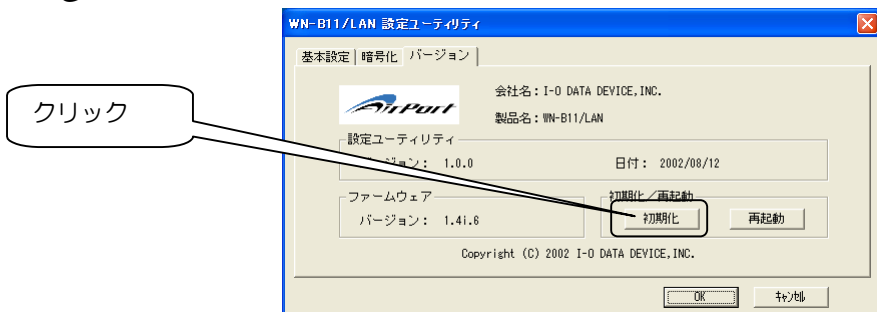 WN-B11/LAN 設定ユーティリティ
基本設定 暗号化 バージョン
クリック
AirPort
会社名：I-O DATA DEVICE,INC.
製品名：WN-B11/LAN
設定ユーティリティ
バージョン： 1.0.0 日付： 2002/08/12
ファームウェア
バージョン： 1.4i.6
初期化／再起動
初期化 再起動
Copyright (C) 2002 I-O DATA DEVICE,INC.
OK キャンセル